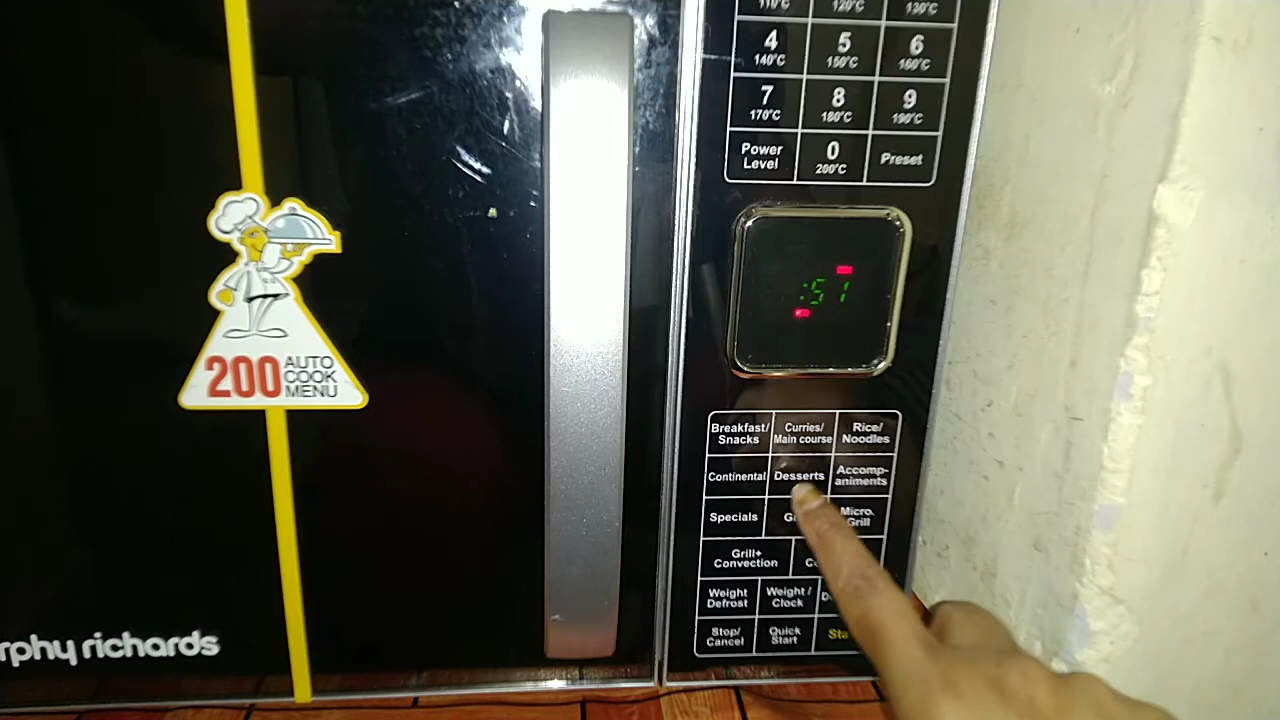 110°C 120°C 130°C
4 5 6
140°C 150°C 160°C
7 8 9
170°C 180°C 190°C
Power
Level
0
200°C
Preset
:51
200 AUTO
COOK
MENU
Breakfast/
Snacks
Curries/
Main course
Rice/
Noodles
Continental
Desserts
Accomp-
animents
Specials
Micro.
Grill
Grill+
Convection
Weight
Defrost
Weight /
Clock
Stop/
Cancel
Quick
Start
rphy richards